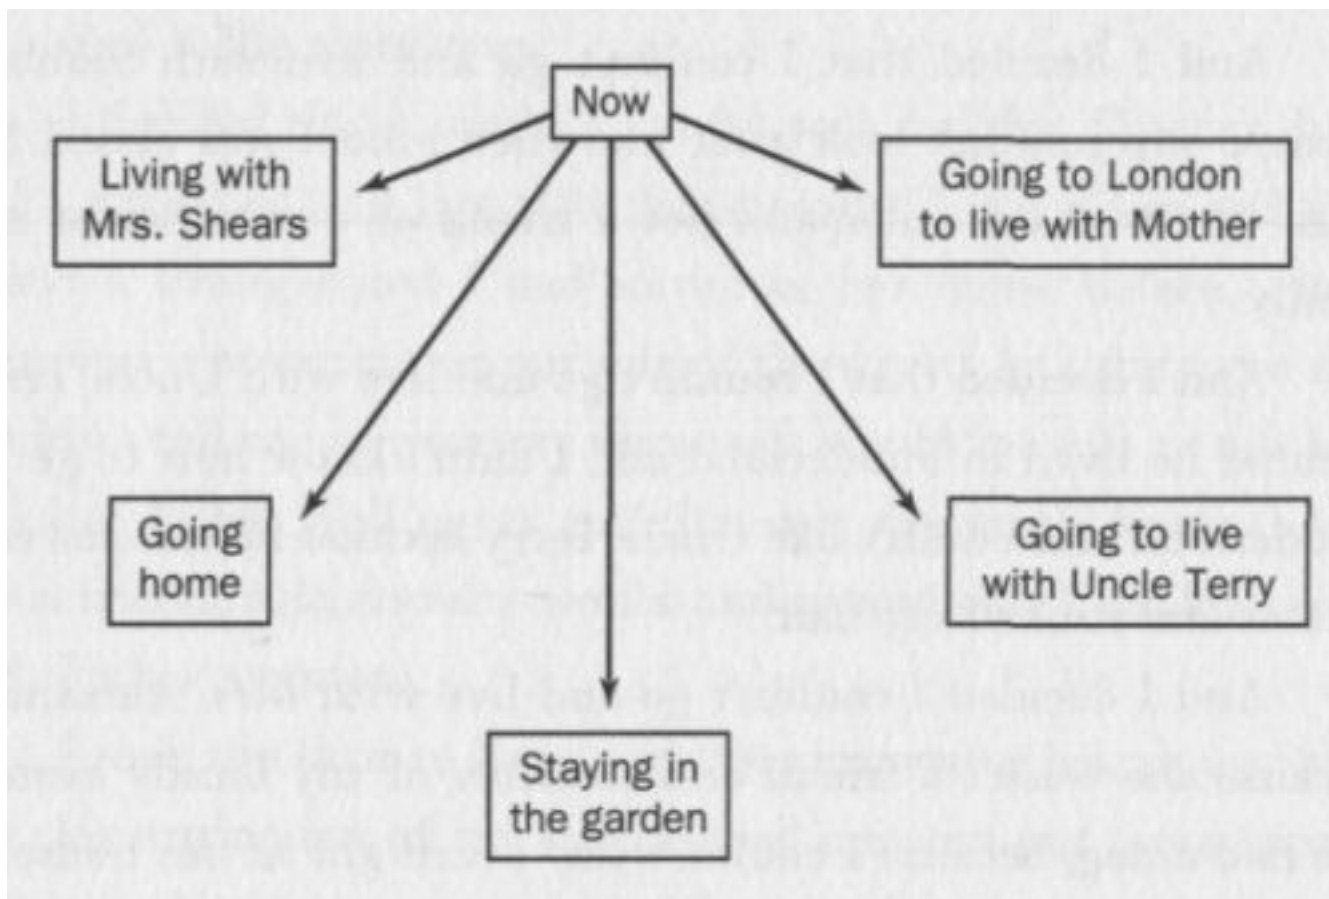 Now
Living with
Mrs. Shears
Going to London
to live with Mother
Going
home
Going to live
with Uncle Terry
Staying in
the garden